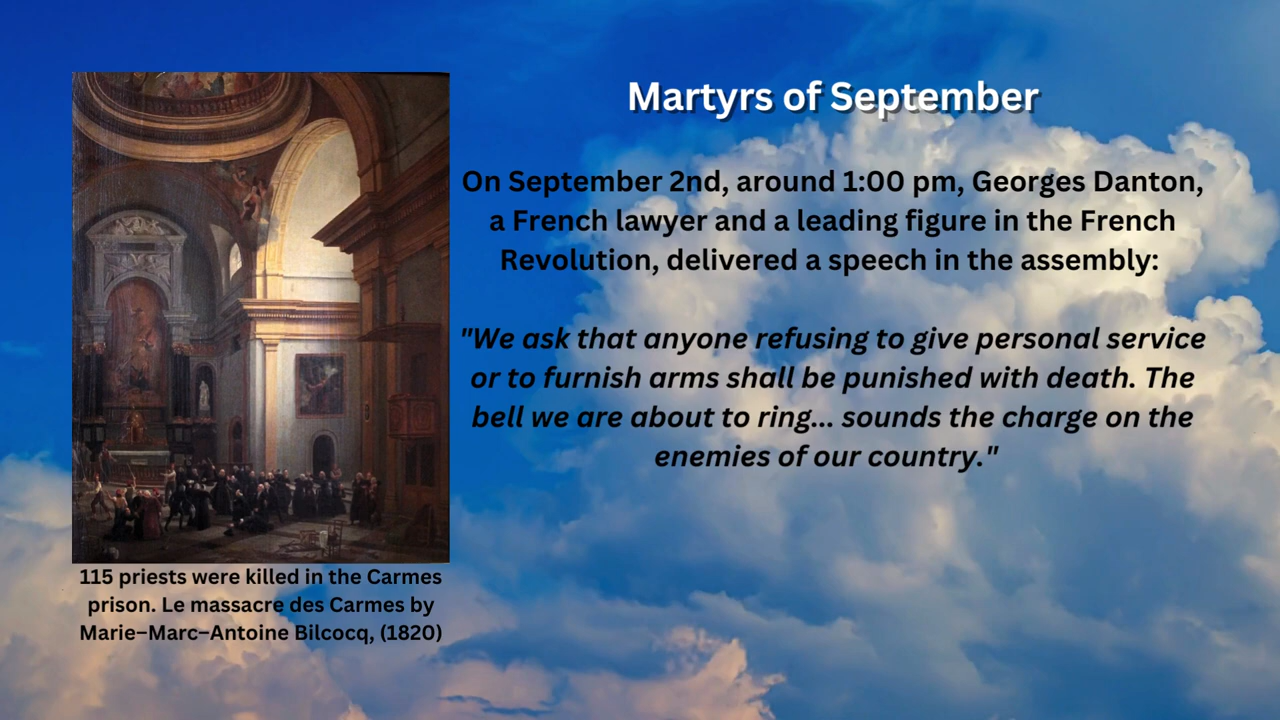 Martyrs of September
On September 2nd, around 1:00 pm, Georges Danton,
a French lawyer and a leading figure in the French
Revolution, delivered a speech in the assembly:
"We ask that anyone refusing to give personal service
or to furnish arms shall be punished with death. The
bell we are about to ring... sounds the charge on the
enemies of our country."
115 priests were killed in the Carmes
prison. Le massacre des Carmes by
Marie–Marc–Antoine Bilcocq, (1820)